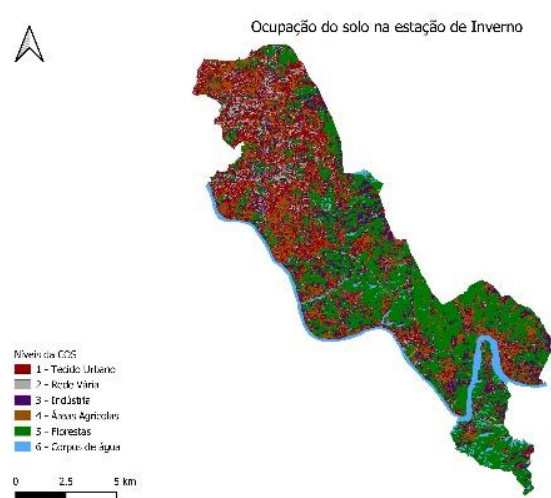 Ocupação do solo na estação de Inverno
Níveis da COS
1 - Tecido Urbano
2 - Rede Viária
3 - Indústria
4 - Áreas Agrícolas
5 - Florestas
6 - Corpus de água
0 2.5 5 km